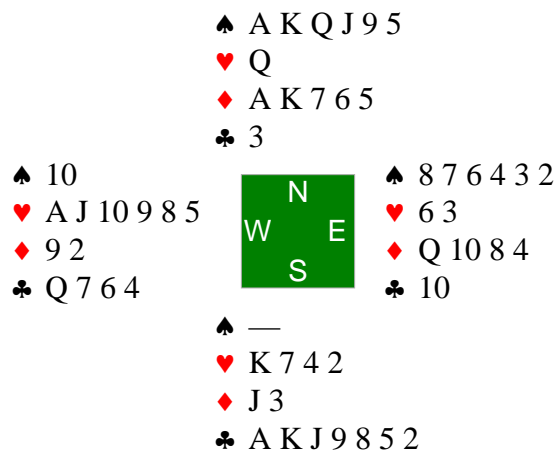 ♠ A K Q J 9 5
♥ Q
♦ A K 7 6 5
♣ 3
♠ 10
♥ A J 10 9 8 5
♦ 9 2
♣ Q 7 6 4
N
W E
S
♠ 8 7 6 4 3 2
♥ 6 3
♦ Q 10 8 4
♣ 10
♠ —
♥ K 7 4 2
♦ J 3
♣ A K J 9 8 5 2